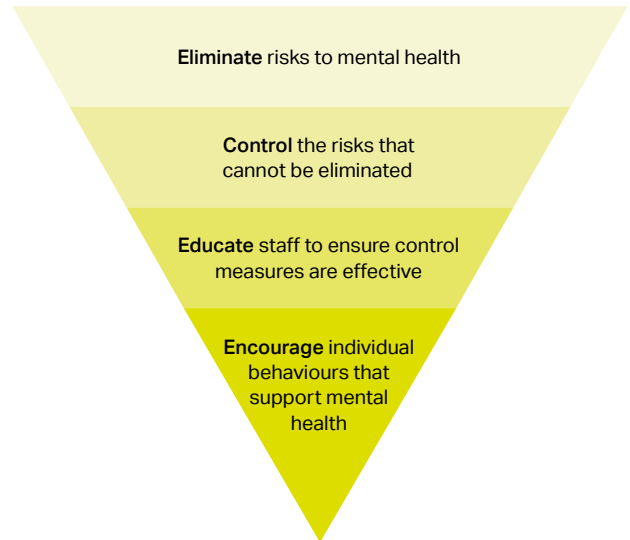 Eliminate risks to mental health
Control the risks that
cannot be eliminated
Educate staff to ensure control
measures are effective
Encourage individual
behaviours that
support mental
health